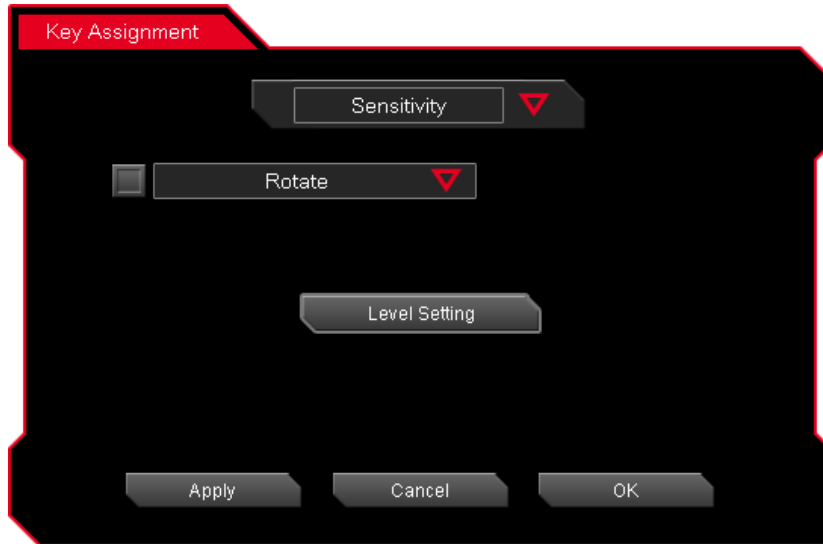 Key Assignment
Sensitivity
Rotate
Level Setting
Apply
Cancel
OK